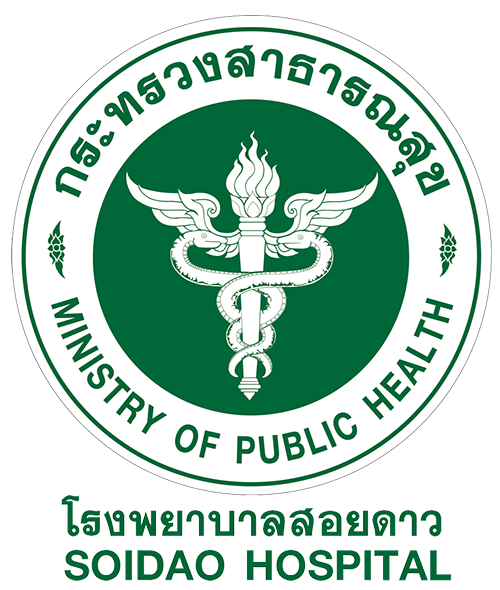 กระทรวงสาธารณสุข
MINISTRY OF PUBLIC HEALTH
โรงพยาบาลสอยดาว
SOIDAO HOSPITAL